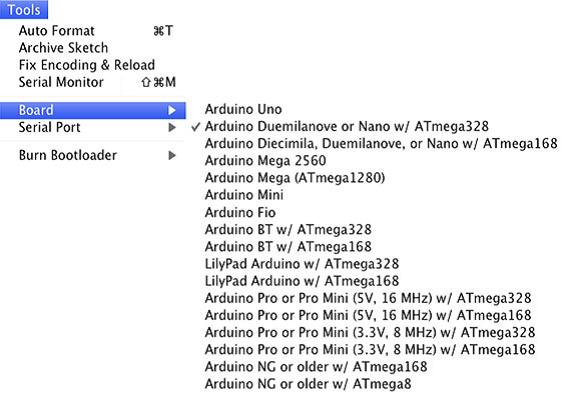 Tools
Auto Format ⌘T
Archive Sketch
Fix Encoding & Reload
Serial Monitor ⇧⌘M
Board ▶
Serial Port ▶
Burn Bootloader ▶
Arduino Uno
✓ Arduino Duemilanove or Nano w/ ATmega328
Arduino Diecimila, Duemilanove, or Nano w/ ATmega168
Arduino Mega 2560
Arduino Mega (ATmega1280)
Arduino Mini
Arduino Fio
Arduino BT w/ ATmega328
Arduino BT w/ ATmega168
LilyPad Arduino w/ ATmega328
LilyPad Arduino w/ ATmega168
Arduino Pro or Pro Mini (5V, 16 MHz) w/ ATmega328
Arduino Pro or Pro Mini (5V, 16 MHz) w/ ATmega168
Arduino Pro or Pro Mini (3.3V, 8 MHz) w/ ATmega328
Arduino Pro or Pro Mini (3.3V, 8 MHz) w/ ATmega168
Arduino NG or older w/ ATmega168
Arduino NG or older w/ ATmega8